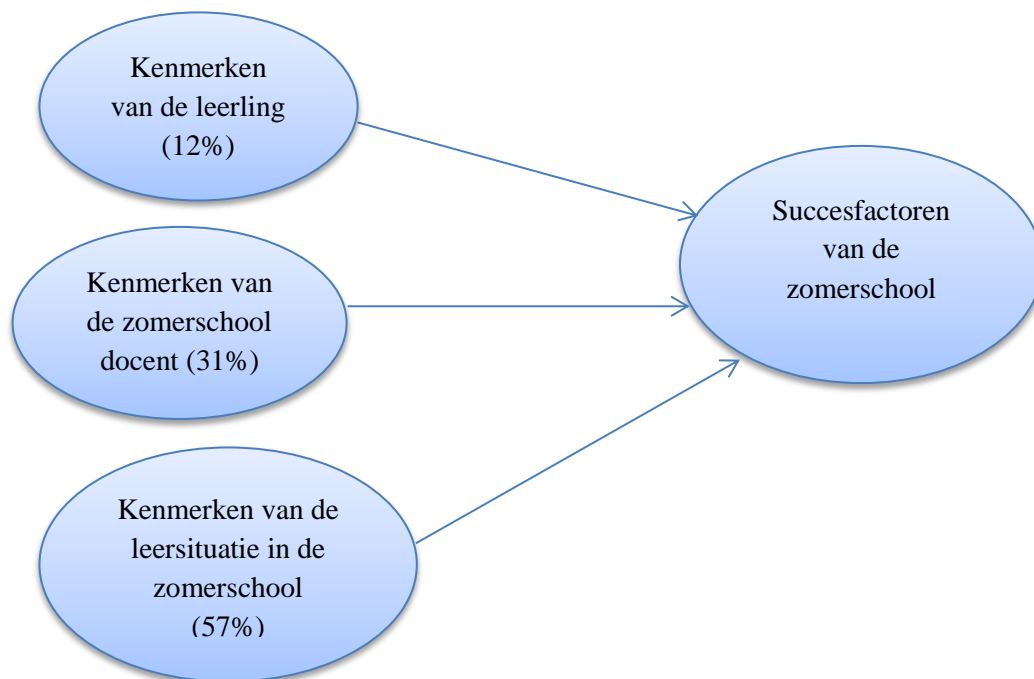 Kenmerken
van de leerling
(12%)
Kenmerken van
de zomerschool
docent (31%)
Kenmerken van de
leersituatie in de
zomerschool
(57%)
Succesfactoren
van de
zomerschool